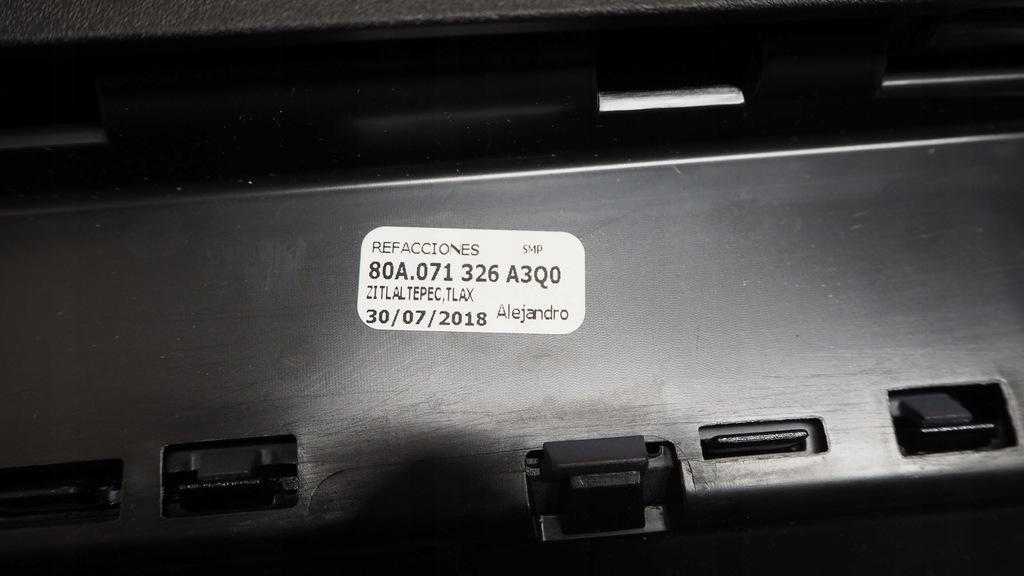 REFACCIONES SMP
80A.071 326 A3Q0
ZITLALTEPEC,TLAX
30/07/2018 Alejandro